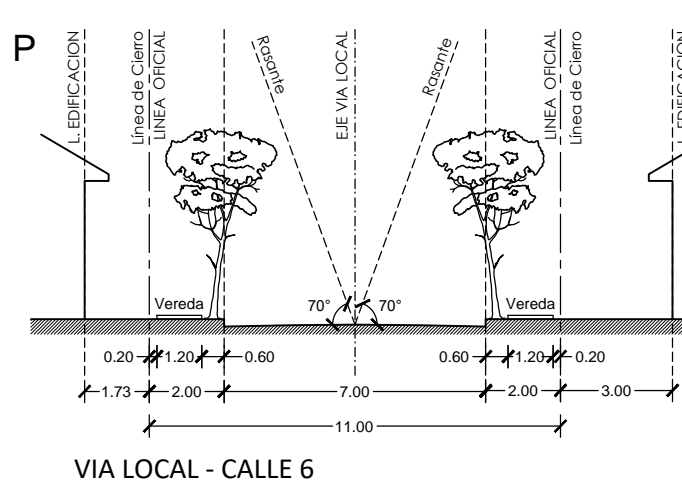 P
L. EDIFICACION
Línea de Cierro
LINEA OFICIAL
Rasante
EJE VIA LOCAL
Rasante
LINEA OFICIAL
Línea de Cierro
L. EDIFICACION
Vereda
70°
70°
Vereda
0.20
1.20
0.60
0.60
1.20
0.20
1.73
2.00
7.00
2.00
3.00
11.00
VIA LOCAL - CALLE 6